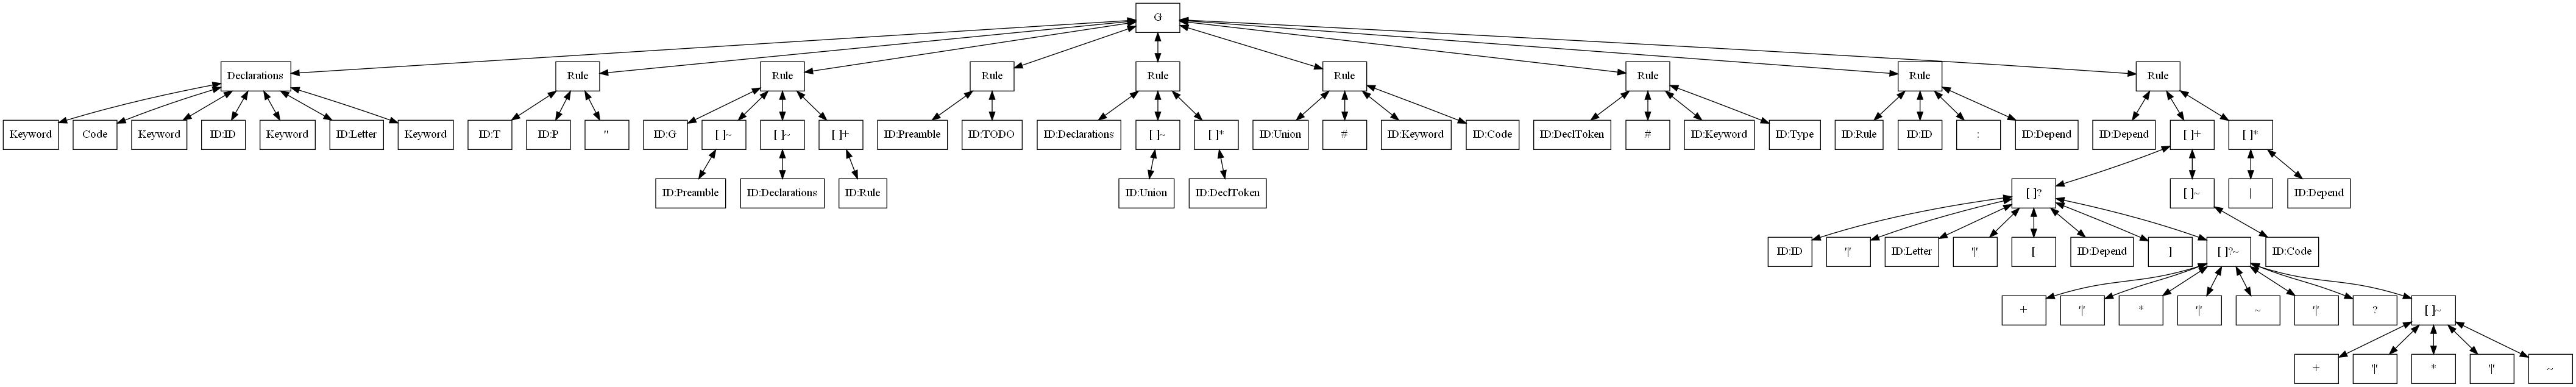 G
Declarations Rule Rule Rule Rule Rule Rule Rule Rule
Keyword Code Keyword ID:ID Keyword ID:Letter Keyword ID:T ID:P '' ID:G [ ]~ [ ]~ [ ]+ ID:Preamble ID:TODO ID:Declarations [ ]~ [ ]* ID:Union # ID:Keyword ID:Code ID:DeclToken # ID:Keyword ID:Type ID:Rule ID:ID : ID:Depend ID:Depend [ ]+ [ ]*
ID:Preamble ID:Declarations ID:Rule ID:Union ID:DeclToken [ ]? [ ]~ | ID:Depend
ID:ID '|' ID:Letter '|' [ ID:Depend ] [ ]?~ ID:Code
+ '|' * '|' ~ '|' ? [ ]~
+ '|' * '|' ~